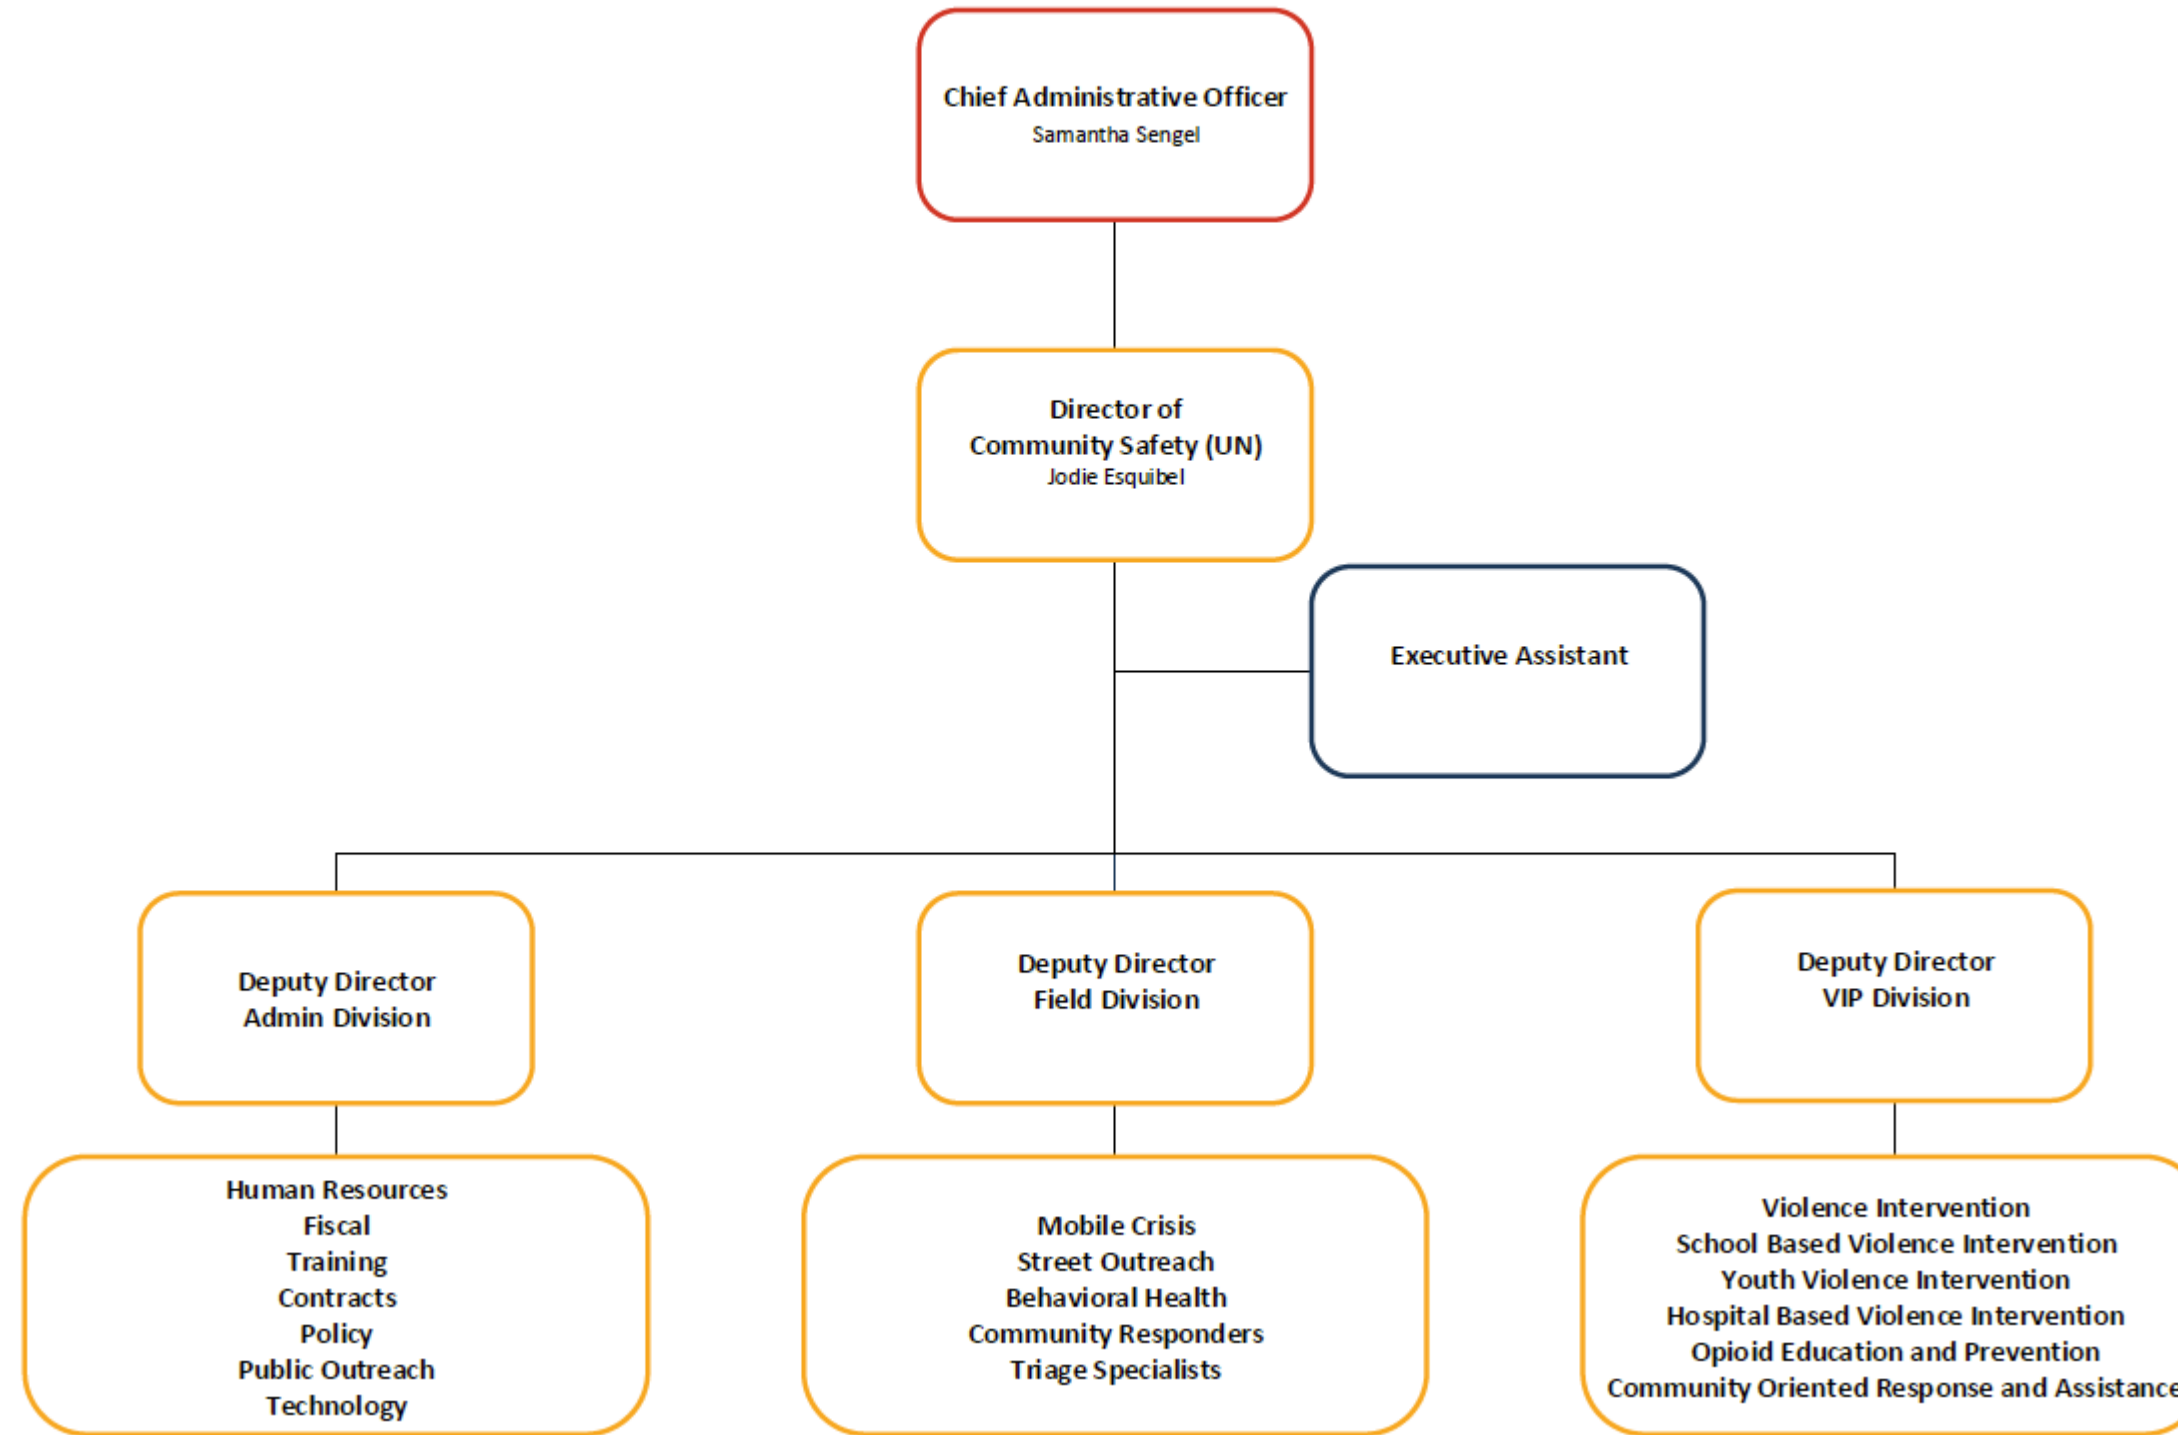 Chief Administrative Officer
Samantha Sengel
Director of
Community Safety (UN)
Jodie Esquibel
Executive Assistant
Deputy Director
Admin Division
Deputy Director
Field Division
Deputy Director
VIP Division
Human Resources
Fiscal
Training
Contracts
Policy
Public Outreach
Technology
Mobile Crisis
Street Outreach
Behavioral Health
Community Responders
Triage Specialists
Violence Intervention
School Based Violence Intervention
Youth Violence Intervention
Hospital Based Violence Intervention
Opioid Education and Prevention
Community Oriented Response and Assistance